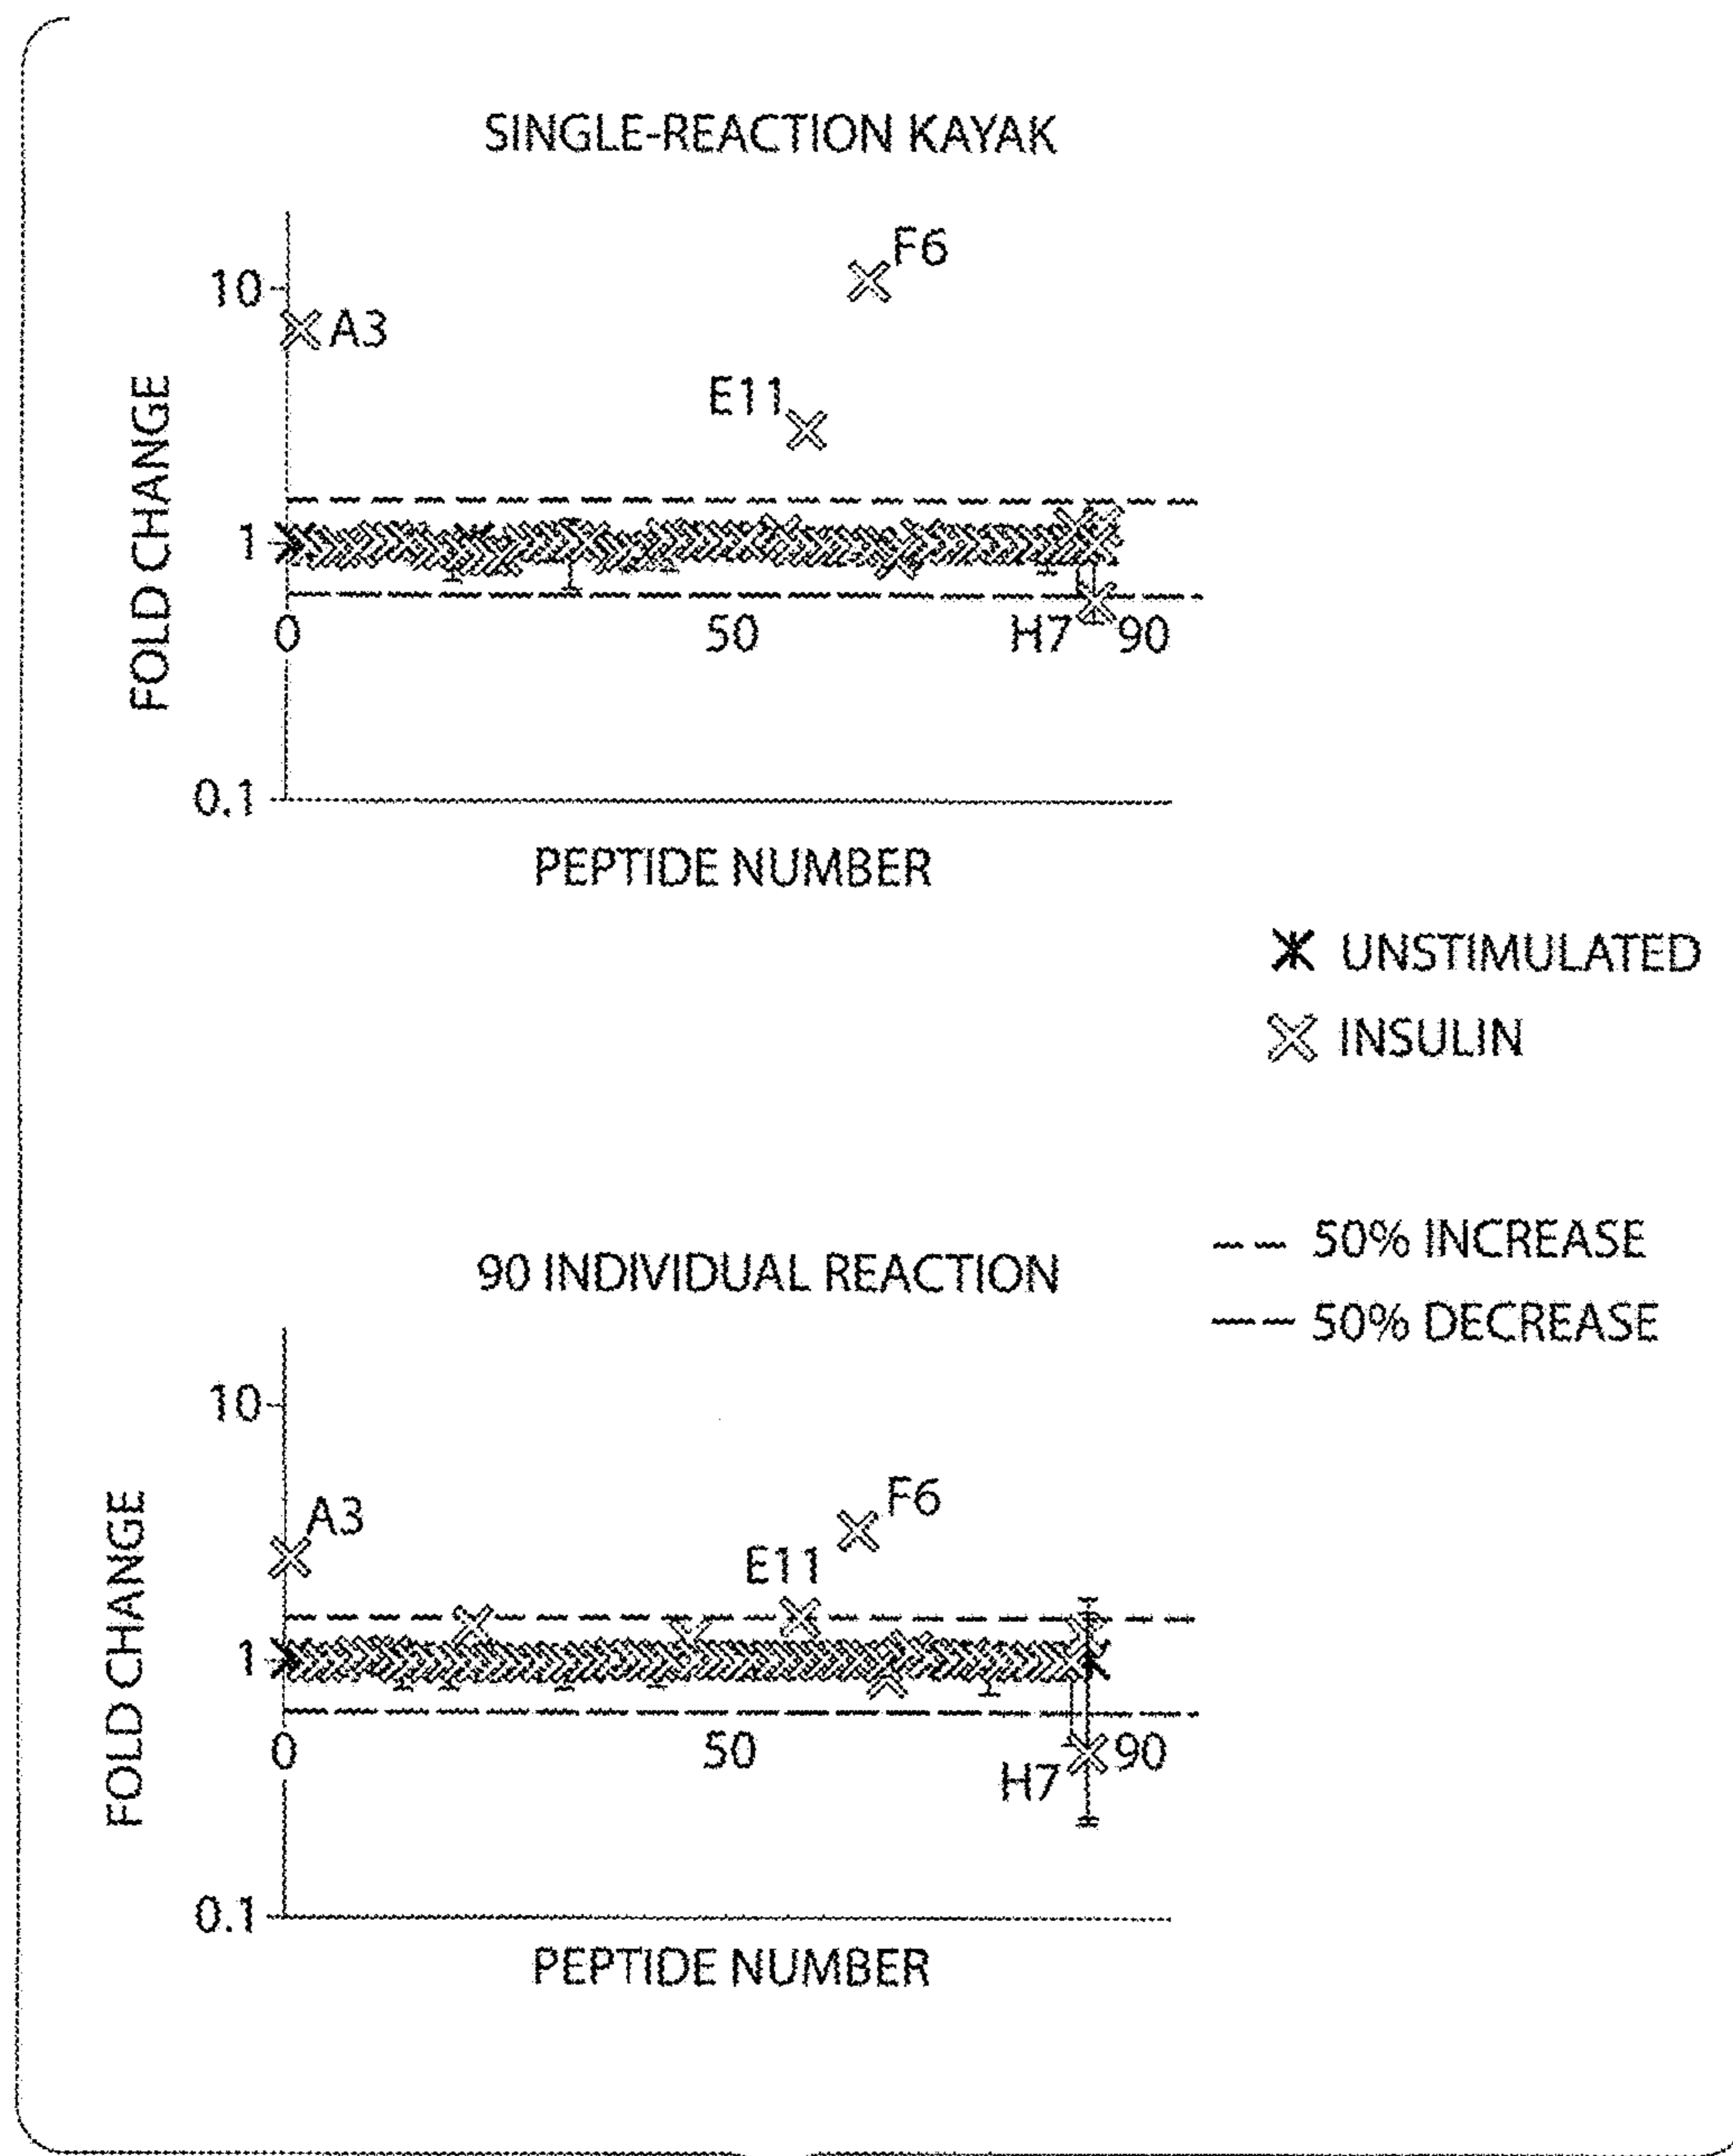 SINGLE-REACTION KAYAK
F6
10
A3
E11
FOLD CHANGE
1
0
50
H7
90
0.1
PEPTIDE NUMBER
UNSTIMULATED
INSULIN
50% INCREASE
50% DECREASE
90 INDIVIDUAL REACTION
10
A3
F6
E11
FOLD CHANGE
1
0
50
H7
90
0.1
PEPTIDE NUMBER